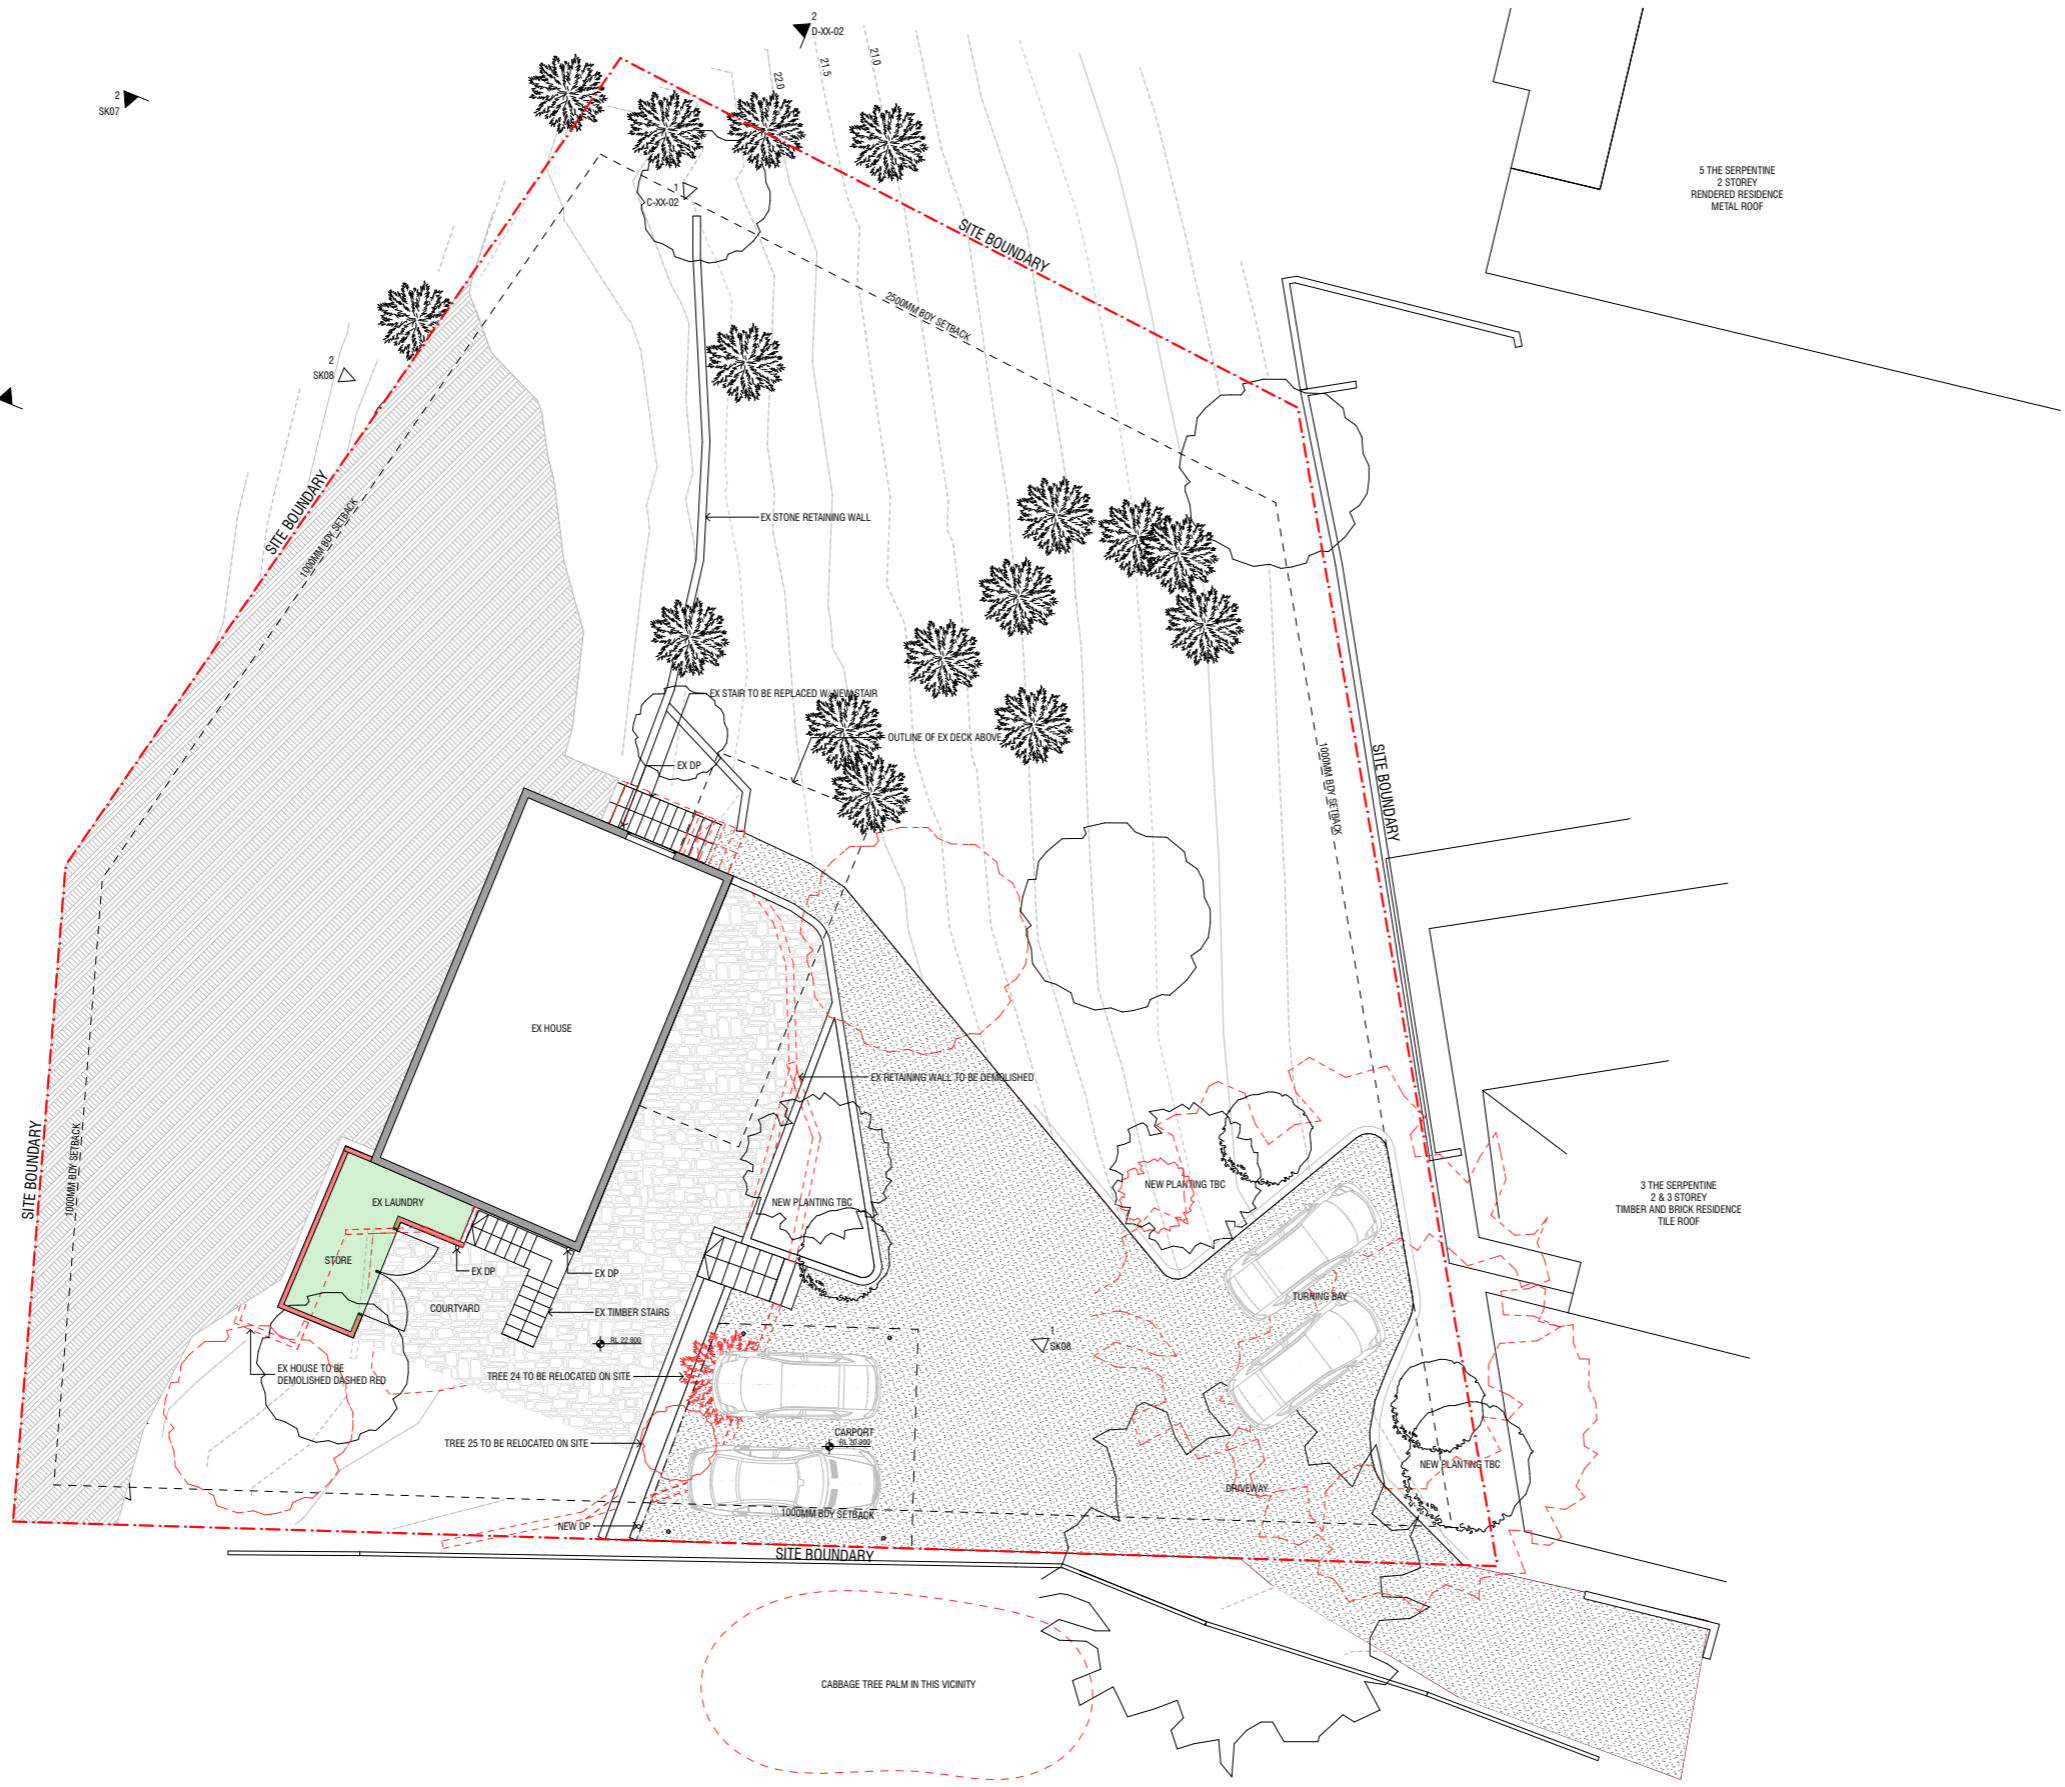 2
D-XX-02
2
SK07
22.0
21.5
21.0
5 THE SERPENTINE
2 STOREY
RENDERED RESIDENCE
METAL ROOF
1
C-XX-02
SITE BOUNDARY
2500MM BDY SETBACK
2
SK08
SITE BOUNDARY
1000MM BDY SETBACK
EX STONE RETAINING WALL
EX STAIR TO BE REPLACED W/ NEW STAIR
OUTLINE OF EX DECK ABOVE
EX DP
1000MM BDY SETBACK
SITE BOUNDARY
EX HOUSE
EX RETAINING WALL TO BE DEMOLISHED
SITE BOUNDARY
1000MM BDY SETBACK
EX LAUNDRY
NEW PLANTING TBC
NEW PLANTING TBC
3 THE SERPENTINE
2 & 3 STOREY
TIMBER AND BRICK RESIDENCE
TILE ROOF
STORE
EX DP
EX DP
COURTYARD
EX TIMBER STAIRS
TURNING BAY
RL 22.800
1
SK08
EX HOUSE TO BE
DEMOLISHED DASHED RED
TREE 24 TO BE RELOCATED ON SITE
CARPORT
RL 20.900
TREE 25 TO BE RELOCATED ON SITE
NEW PLANTING TBC
DRIVEWAY
1000MM BDY SETBACK
NEW DP
SITE BOUNDARY
CABBAGE TREE PALM IN THIS VICINITY